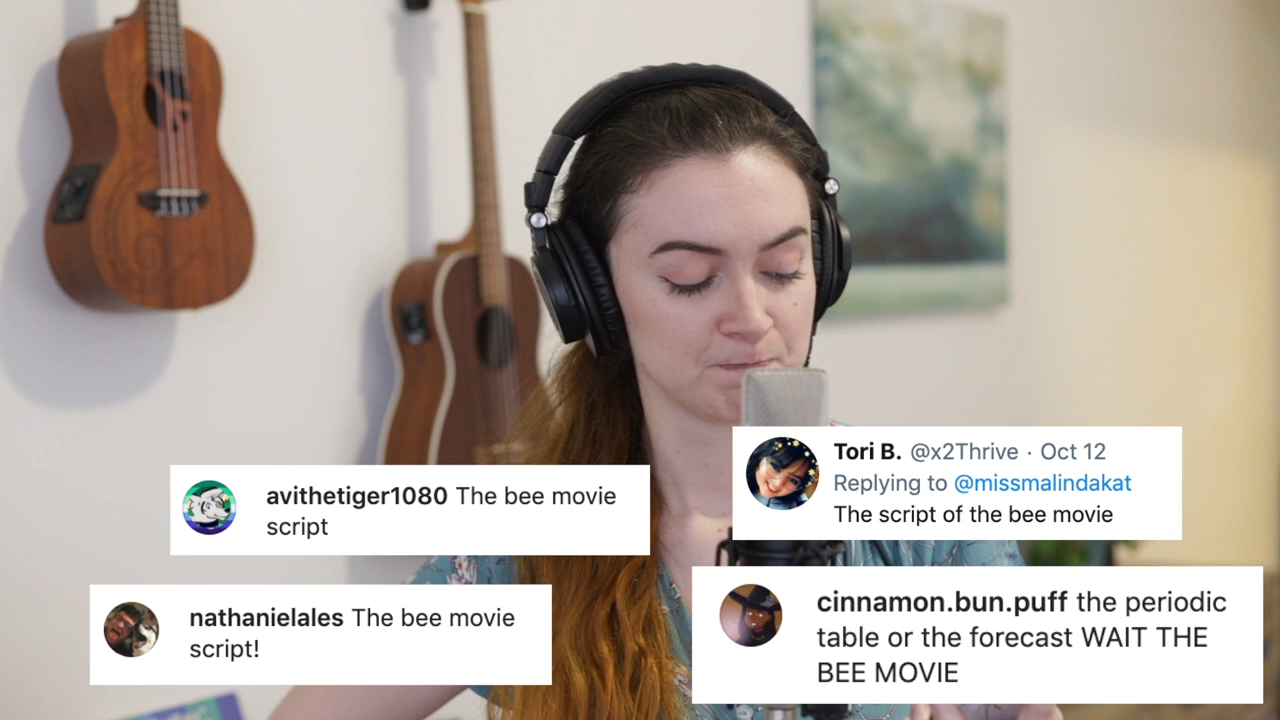 avithetiger1080 The bee movie
script
Tori B. @x2Thrive · Oct 12
Replying to @missmalindakat
The script of the bee movie
nathanielales The bee movie
script!
cinnamon.bun.puff the periodic
table or the forecast WAIT THE
BEE MOVIE